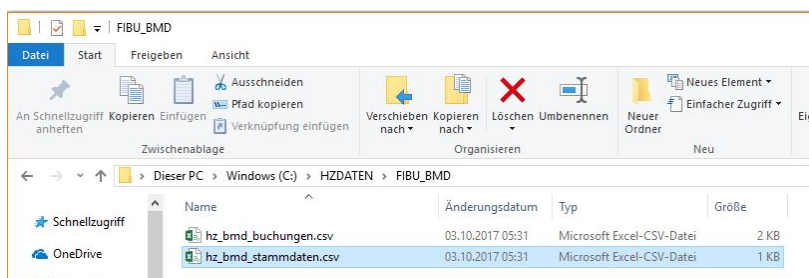 FIBU_BMD
Datei Start Freigeben Ansicht
An Schnellzugriff anheften
Kopieren
Einfügen
Ausschneiden
Pfad kopieren
Verknüpfung einfügen
Zwischenablage
Verschieben nach
Kopieren nach
Löschen
Umbenennen
Organisieren
Neuer Ordner
Neues Element
Einfacher Zugriff
Neu
Dieser PC > Windows (C:) > HZDATEN > FIBU_BMD
Schnellzugriff
OneDrive
Name Änderungsdatum Typ Größe
hz_bmd_buchungen.csv 03.10.2017 05:31 Microsoft Excel-CSV-Datei 2 KB
hz_bmd_stammdaten.csv 03.10.2017 05:31 Microsoft Excel-CSV-Datei 1 KB